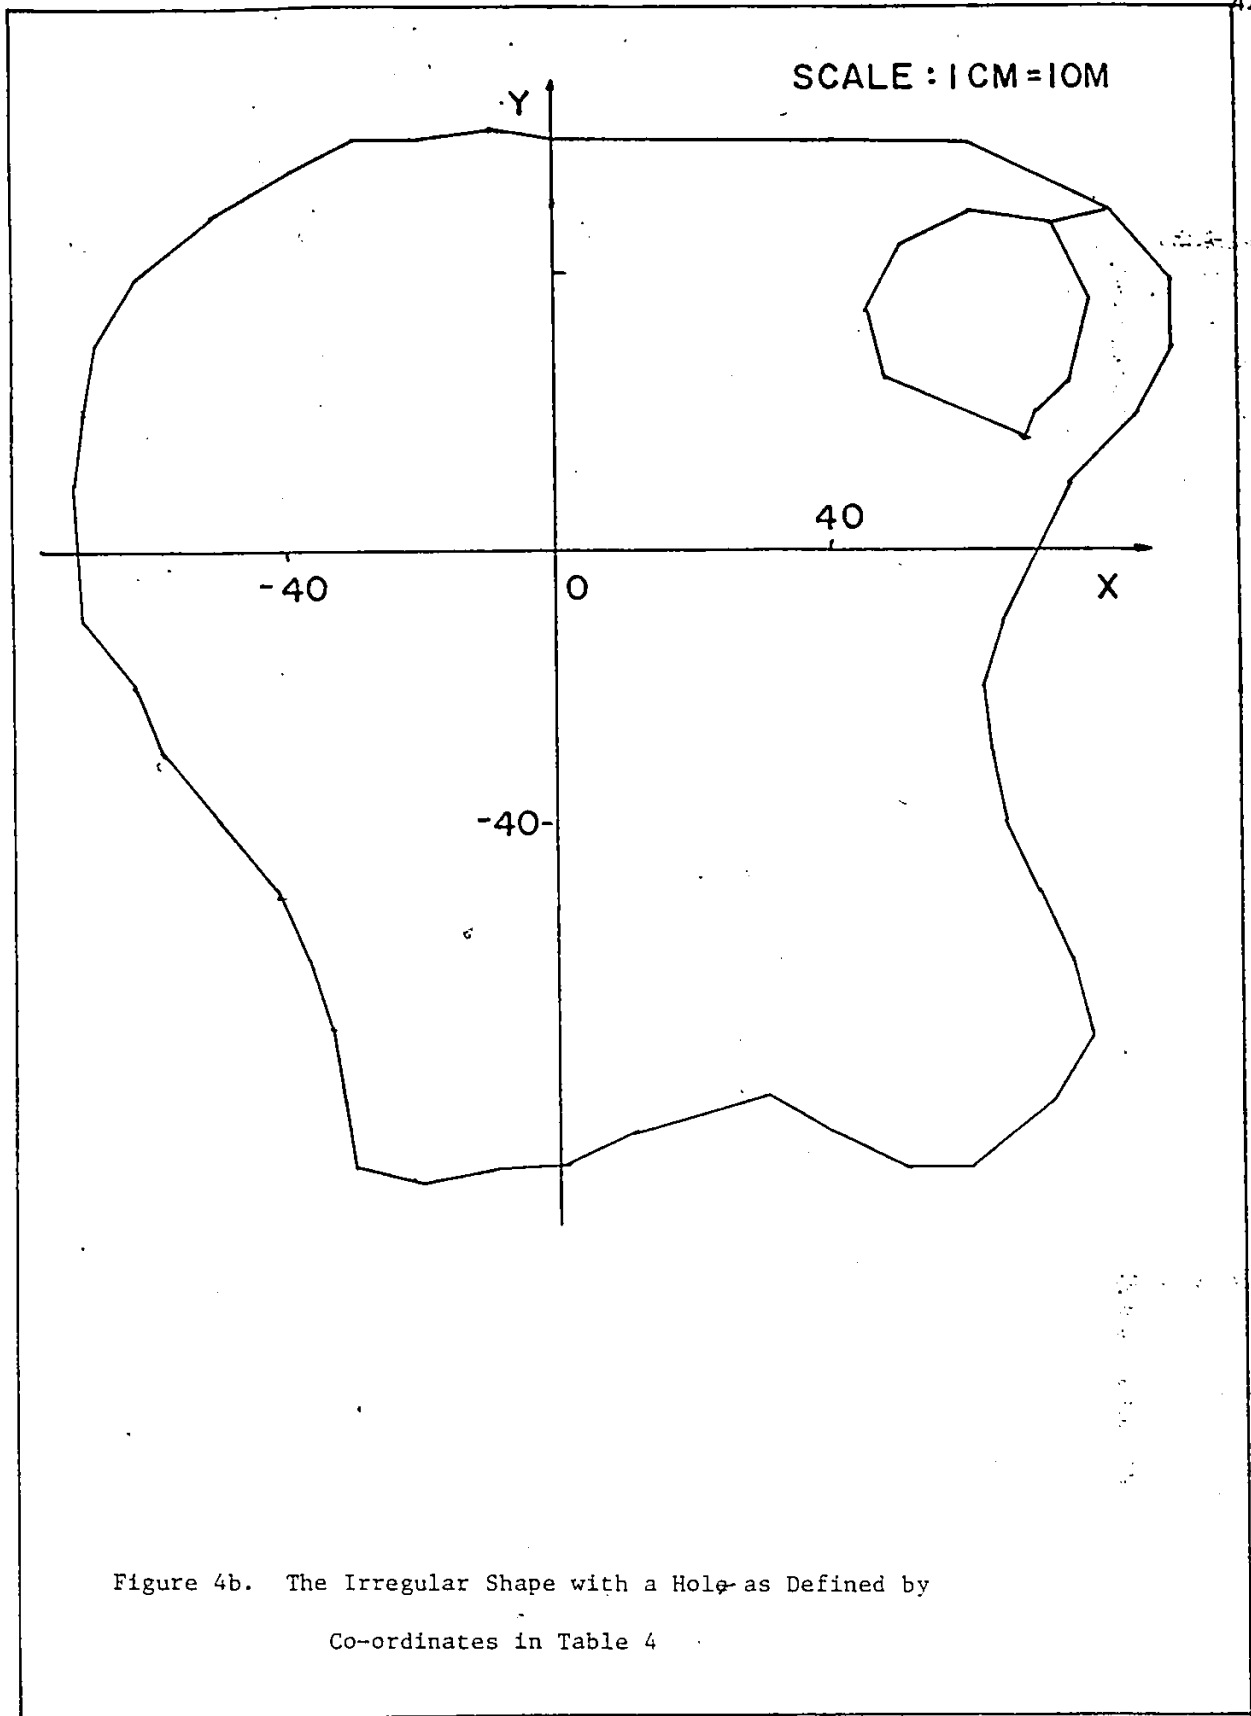 SCALE : 1 CM = 10M
Y
40
-40
0
X
-40
Figure 4b. The Irregular Shape with a Hole as Defined by
Co-ordinates in Table 4